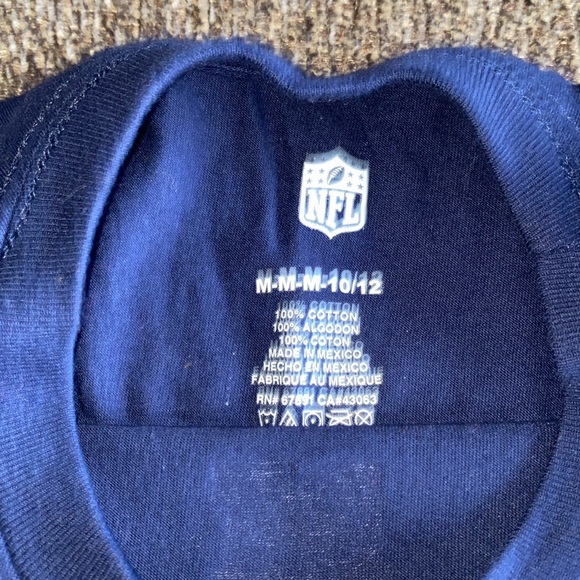 NFL
M-M-M-10/12
100% COTTON
100% ALGODON
100% COTON
MADE IN MEXICO
HECHO EN MEXICO
FABRIQUE AU MEXIQUE
RN# 67891 CA#43063